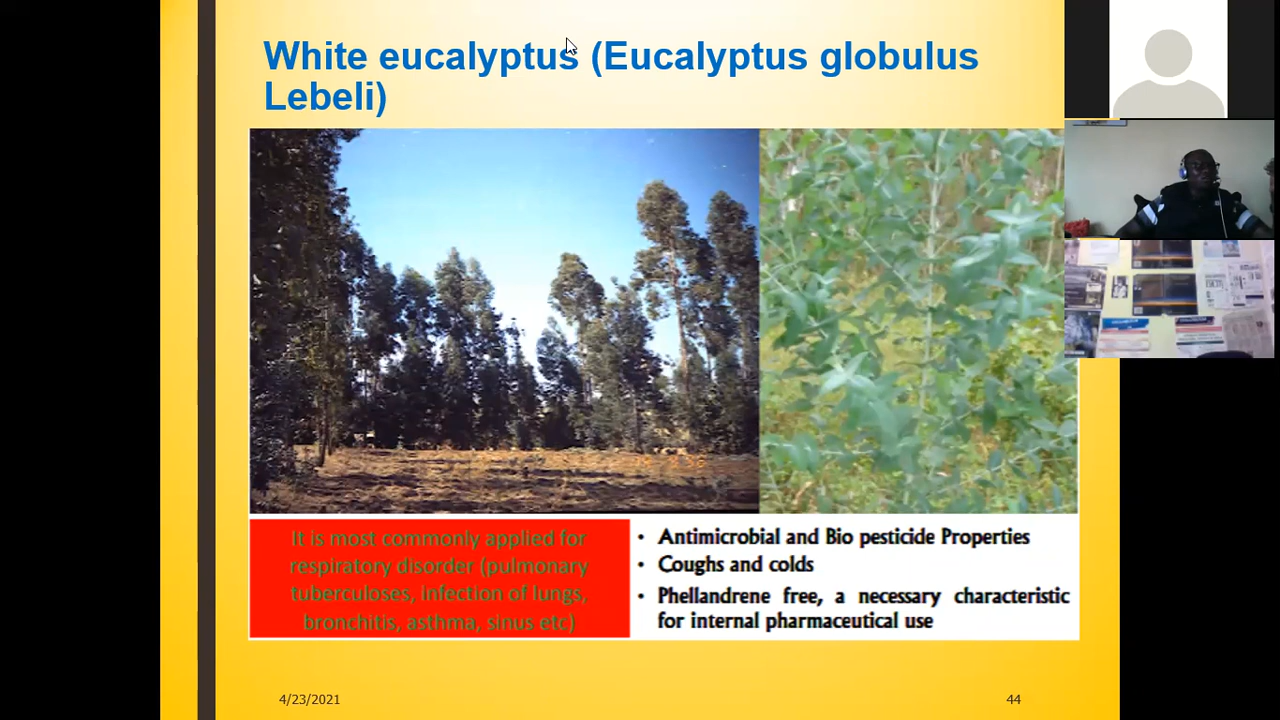 White eucalyptus (Eucalyptus globulus
Lebeli)
It is most commonly applied for
respiratory disorder (pulmonary
tuberculoses, infection of lungs,
bronchitis, asthma, sinus etc)
• Antimicrobial and Bio pesticide Properties
• Coughs and colds
• Phellandrene free, a necessary characteristic
for internal pharmaceutical use
4/23/2021
44